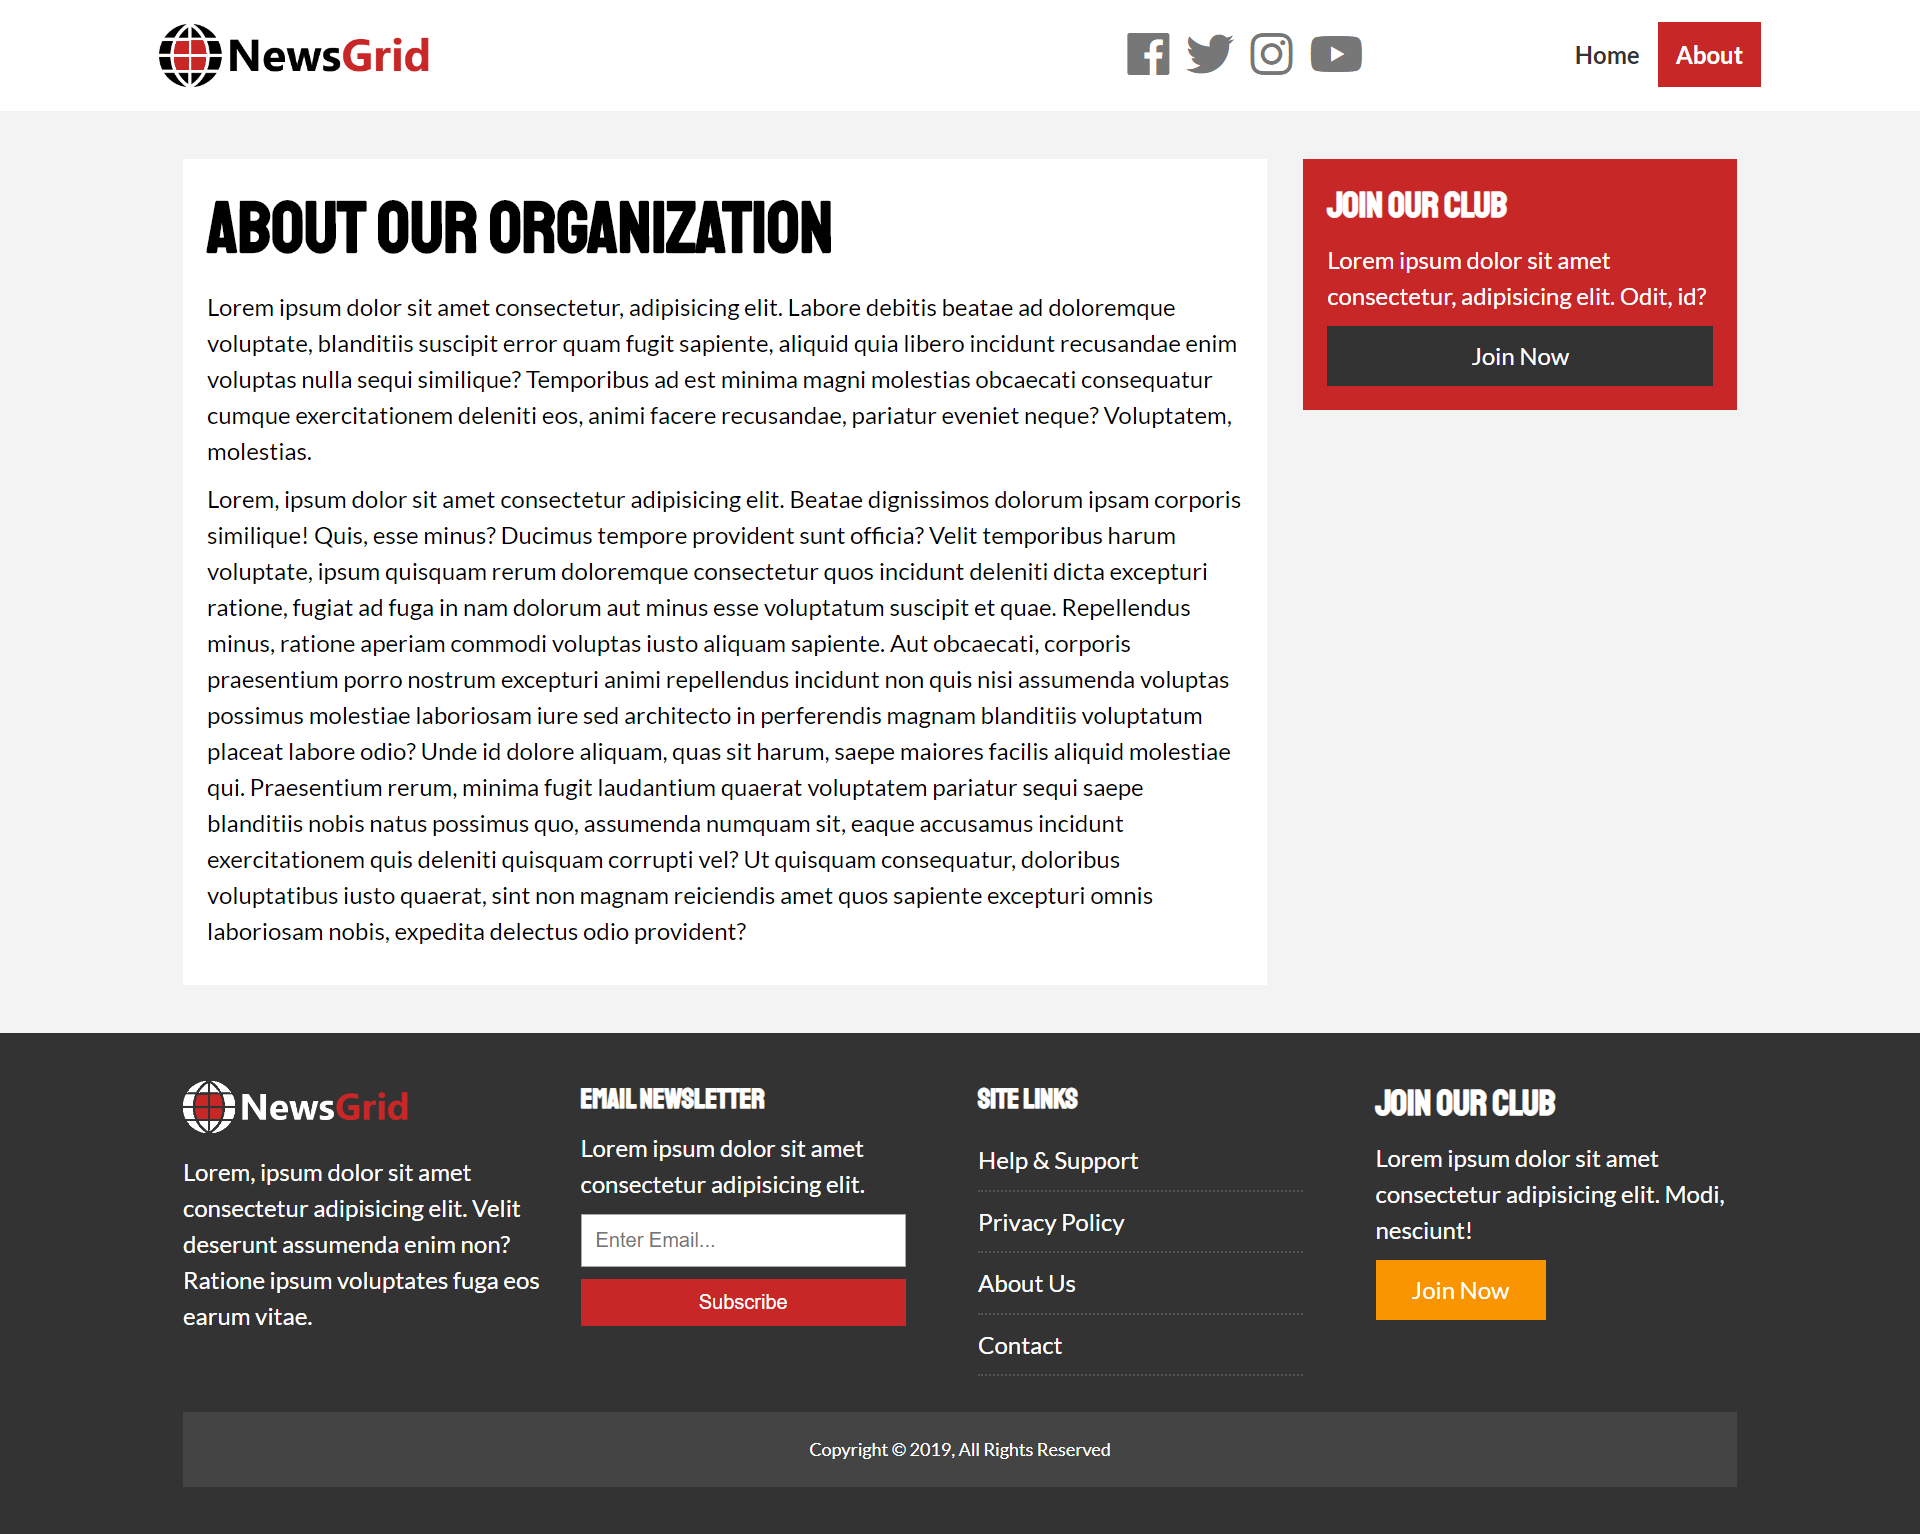 NewsGrid
Home
About
ABOUT OUR ORGANIZATION
Lorem ipsum dolor sit amet consectetur, adipisicing elit. Labore debitis beatae ad doloremque
voluptate, blanditiis suscipit error quam fugit sapiente, aliquid quia libero incidunt recusandae enim
voluptas nulla sequi similique? Temporibus ad est minima magni molestias obcaecati consequatur
cumque exercitationem deleniti eos, animi facere recusandae, pariatur eveniet neque? Voluptatem,
molestias.
Lorem, ipsum dolor sit amet consectetur adipisicing elit. Beatae dignissimos dolorum ipsam corporis
similique! Quis, esse minus? Ducimus tempore provident sunt officia? Velit temporibus harum
voluptate, ipsum quisquam rerum doloremque consectetur quos incidunt deleniti dicta excepturi
ratione, fugiat ad fuga in nam dolorum aut minus esse voluptatum suscipit et quae. Repellendus
minus, ratione aperiam commodi voluptas iusto aliquam sapiente. Aut obcaecati, corporis
praesentium porro nostrum excepturi animi repellendus incidunt non quis nisi assumenda voluptas
possimus molestiae laboriosam iure sed architecto in perferendis magnam blanditiis voluptatum
placeat labore odio? Unde id dolore aliquam, quas sit harum, saepe maiores facilis aliquid molestiae
qui. Praesentium rerum, minima fugit laudantium quaerat voluptatem pariatur sequi saepe
blanditiis nobis natus possimus quo, assumenda numquam sit, eaque accusamus incidunt
exercitationem quis deleniti quisquam corrupti vel? Ut quisquam consequatur, doloribus
voluptatibus iusto quaerat, sint non magnam reiciendis amet quos sapiente excepturi omnis
laboriosam nobis, expedita delectus odio provident?
JOIN OUR CLUB
Lorem ipsum dolor sit amet
consectetur, adipisicing elit. Odit, id?
Join Now
NewsGrid
Lorem, ipsum dolor sit amet
consectetur adipisicing elit. Velit
deserunt assumenda enim non?
Ratione ipsum voluptates fuga eos
earum vitae.
EMAIL NEWSLETTER
Lorem ipsum dolor sit amet
consectetur adipisicing elit.
Enter Email...
Subscribe
SITE LINKS
Help & Support
Privacy Policy
About Us
Contact
JOIN OUR CLUB
Lorem ipsum dolor sit amet
consectetur adipisicing elit. Modi,
nesciunt!
Join Now
Copyright © 2019, All Rights Reserved